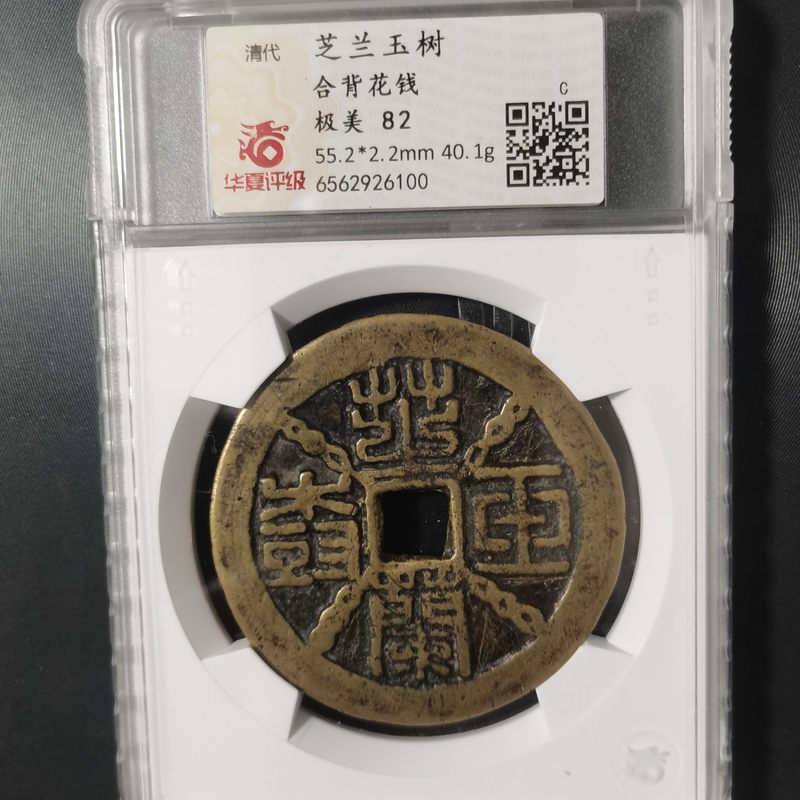 清代
芝兰玉树
合背花钱
极美 82
C
55.2*2.2mm 40.1g
华夏评级
6562926100
芝兰玉树